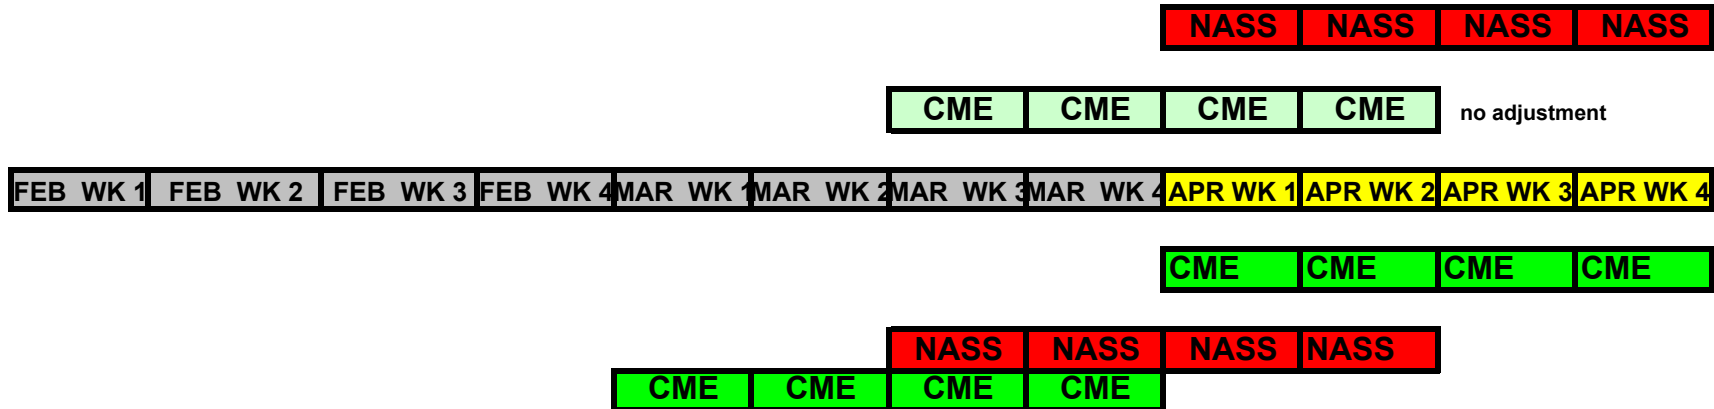 NASS NASS NASS NASS
CME CME CME CME no adjustment
FEB WK 1 FEB WK 2 FEB WK 3 FEB WK 4 MAR WK 1 MAR WK 2 MAR WK 3 MAR WK 4 APR WK 1 APR WK 2 APR WK 3 APR WK 4
CME CME CME CME
NASS NASS NASS NASS
CME CME CME CME